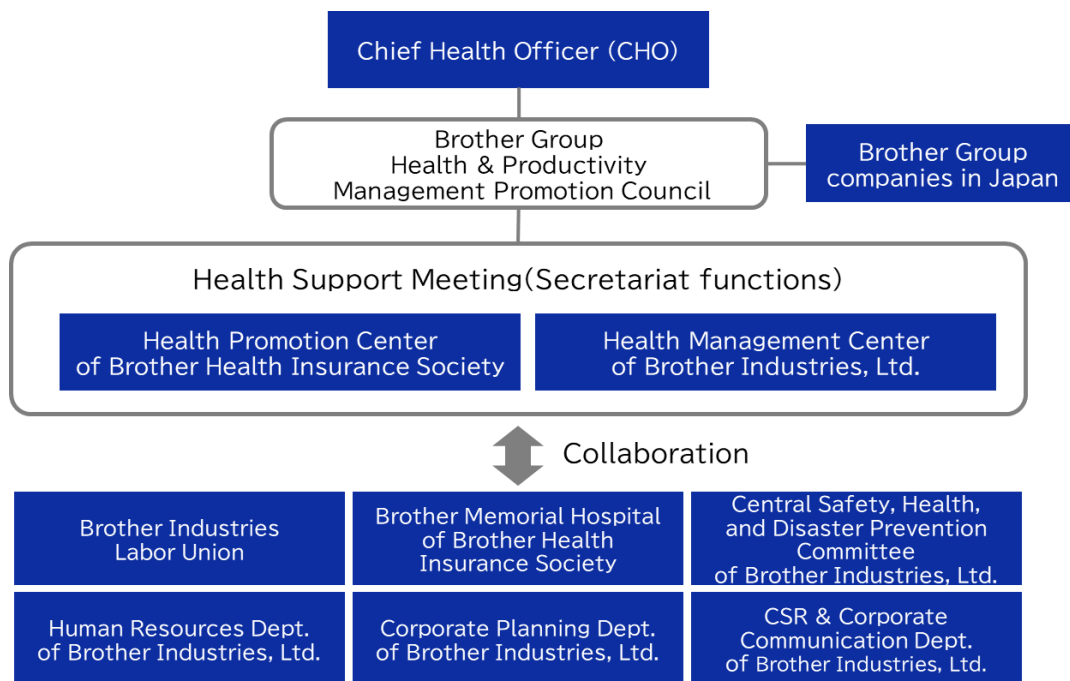 Chief Health Officer (CHO)
Brother Group
Health & Productivity
Management Promotion Council
Brother Group
companies in Japan
Health Support Meeting(Secretariat functions)
Health Promotion Center
of Brother Health Insurance Society
Health Management Center
of Brother Industries, Ltd.
Collaboration
Brother Industries
Labor Union
Brother Memorial Hospital
of Brother Health
Insurance Society
Central Safety, Health,
and Disaster Prevention
Committee
of Brother Industries, Ltd.
Human Resources Dept.
of Brother Industries, Ltd.
Corporate Planning Dept.
of Brother Industries, Ltd.
CSR & Corporate
Communication Dept.
of Brother Industries, Ltd.